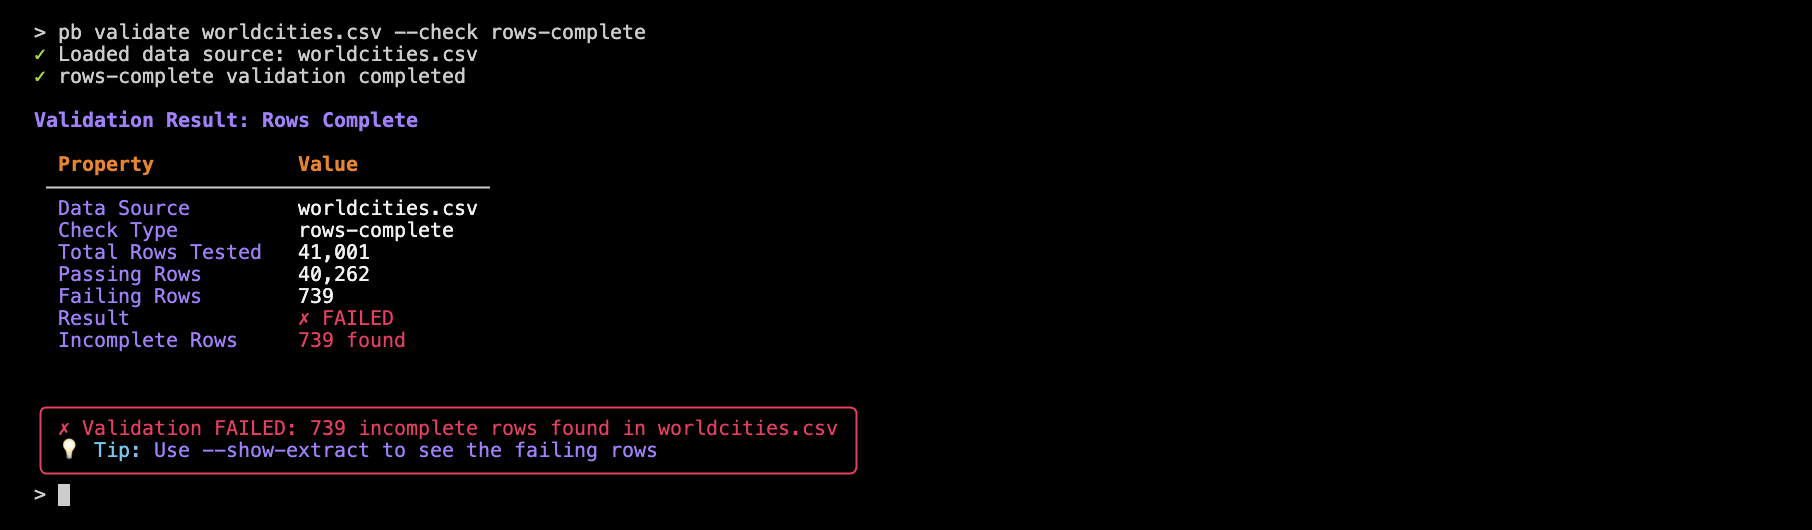 > pb validate worldcities.csv --check rows-complete
✓ Loaded data source: worldcities.csv
✓ rows-complete validation completed
Validation Result: Rows Complete
Property Value
Data Source worldcities.csv
Check Type rows-complete
Total Rows Tested 41,001
Passing Rows 40,262
Failing Rows 739
Result ✗ FAILED
Incomplete Rows 739 found
✗ Validation FAILED: 739 incomplete rows found in worldcities.csv
💡 Tip: Use --show-extract to see the failing rows
>